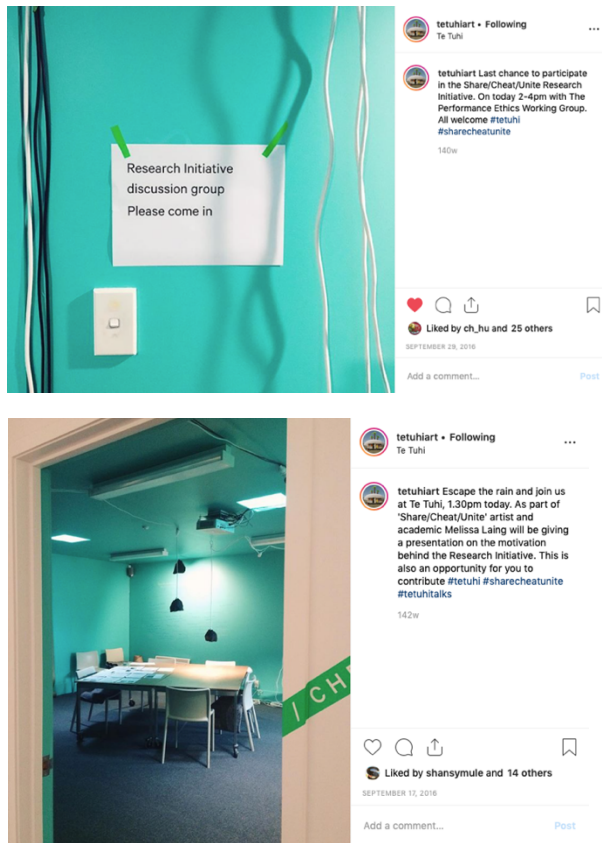 Research Initiative
discussion group
Please come in
tetuhiart • Following
Te Tuhi
tetuhiart Last chance to participate
in the Share/Cheat/Unite Research
Initiative. On today 2-4pm with The
Performance Ethics Working Group.
All welcome #tetuhi
#sharecheatunite
140w
Liked by ch_hu and 25 others
SEPTEMBER 29, 2016
Add a comment...
Post
/ CH
tetuhiart • Following
Te Tuhi
tetuhiart Escape the rain and join us
at Te Tuhi, 1.30pm today. As part of
'Share/Cheat/Unite' artist and
academic Melissa Laing will be giving
a presentation on the motivation
behind the Research Initiative. This is
also an opportunity for you to
contribute #tetuhi #sharecheatunite
#tetuhitalks
142w
Liked by shansymule and 14 others
SEPTEMBER 17, 2016
Add a comment...
Post